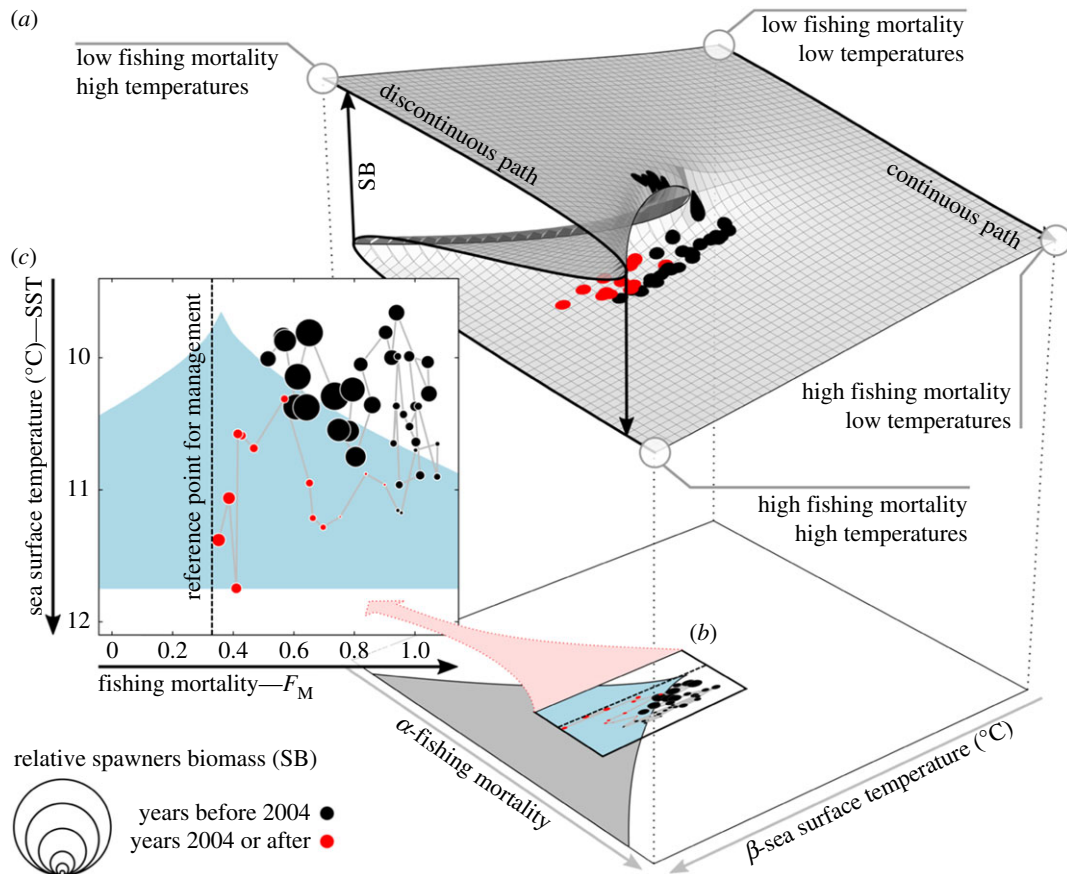 (a)
low fishing mortality
high temperatures
low fishing mortality
low temperatures
discontinuous path
continuous path
SB
(c)
sea surface temperature (°C)—SST
10
11
12
reference point for management
0
0.2
0.4
0.6
0.8
1.0
fishing mortality—FM
high fishing mortality
low temperatures
high fishing mortality
high temperatures
(b)
α-fishing mortality
β-sea surface temperature (°C)
relative spawners biomass (SB)
years before 2004
years 2004 or after